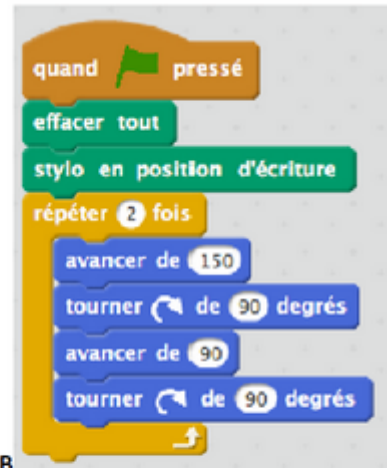 quand pressé
effacer tout
stylo en position d'écriture
répéter 2 fois
avancer de 150
tourner de 90 degrés
avancer de 90
tourner de 90 degrés
B